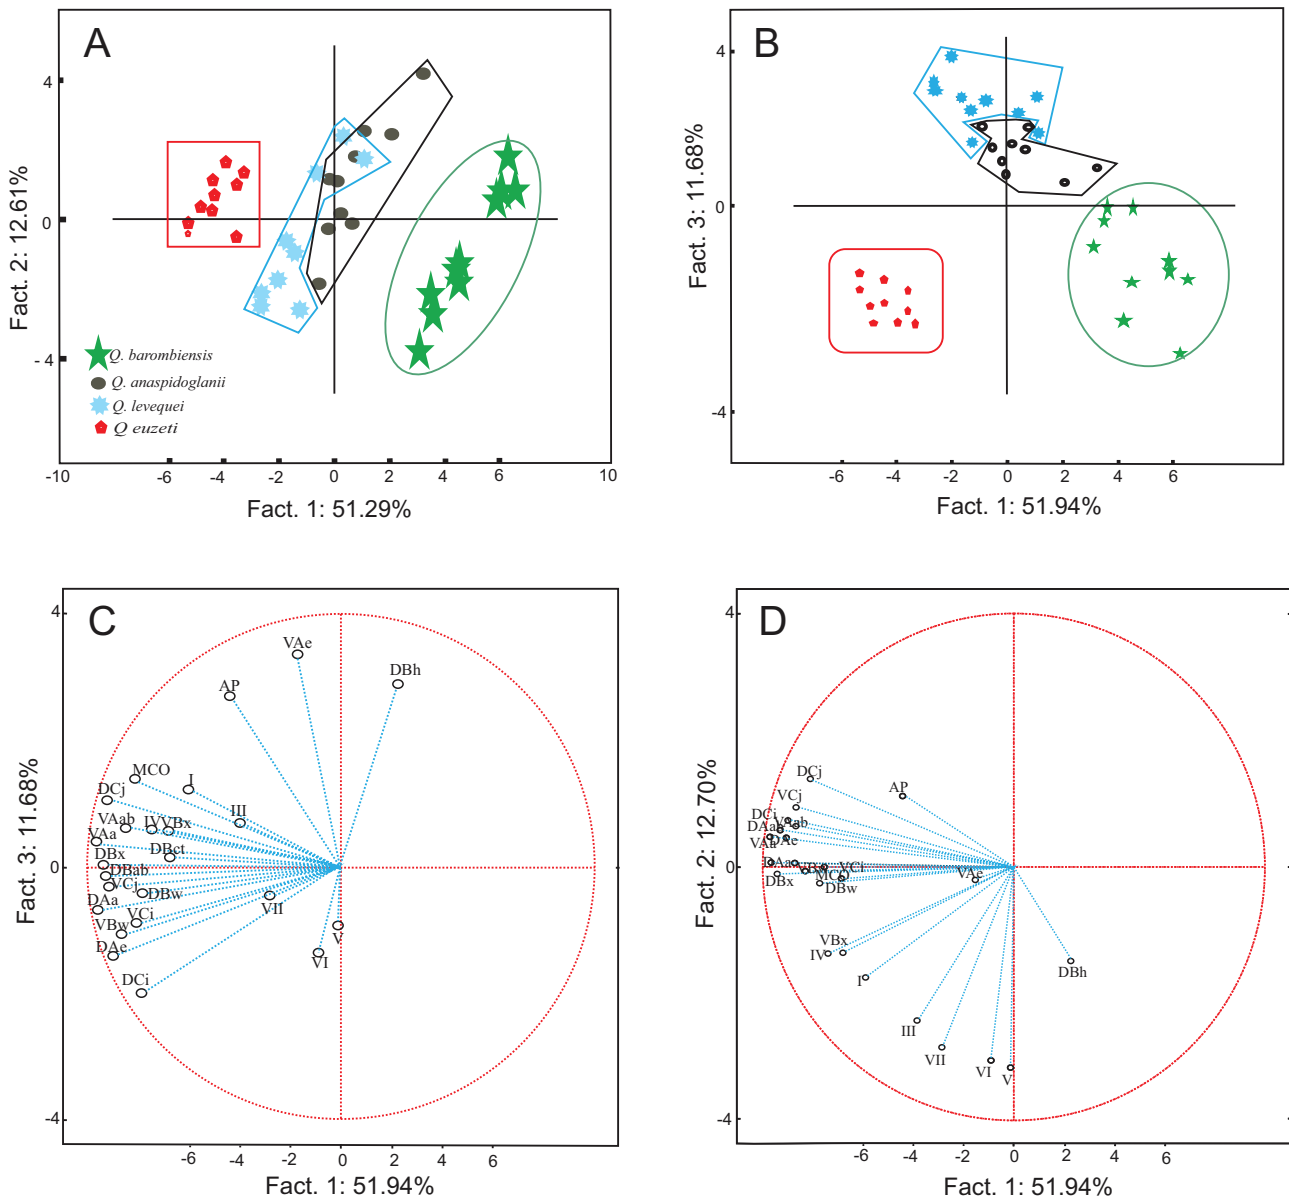 A
4
0
- 4
Fact. 2: 12.61%
Q. barombiensis
Q. anaspidoglanii
Q. levequei
Q euzeti
-10
-6
-4
-2
0
2
4
6
10
Fact. 1: 51.29%
B
4
0
-4
Fact. 3: 11.68%
-6
-4
-2
0
2
4
6
Fact. 1: 51.94%
C
4
0
-4
Fact. 3: 11.68%
VAe
DBh
AP
MCO
I
DCj
III
VAab
IVVBx
VAa
DBct
DBx
DBab
VCj
DBw
DAa
VCi
VII
VBw
V
DAe
VI
DCi
-6
-4
-2
0
2
4
6
Fact. 1: 51.94%
D
4
0
-4
Fact. 2: 12.70%
DCj
AP
VCj
DCi
VAab
DAab
VAa
DAe
DAa
VCi
MCO
VAe
DBx
DBw
VBx
IV
I
DBh
III
VII
VI
V
-6
-4
-2
0
2
4
6
Fact. 1: 51.94%